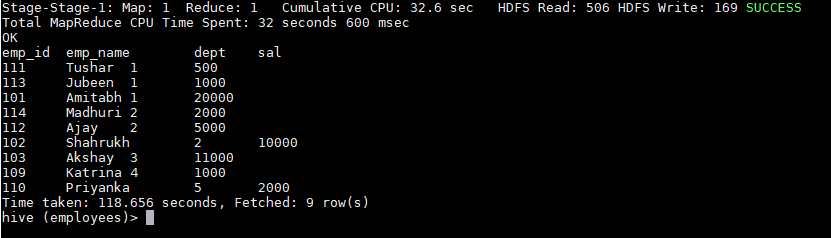 Stage-Stage-1: Map: 1  Reduce: 1   Cumulative CPU: 32.6 sec   HDFS Read: 506 HDFS Write: 169 SUCCESS
Total MapReduce CPU Time Spent: 32 seconds 600 msec
OK
emp_id  emp_name        dept    sal
111     Tushar  1       500
113     Jubeen  1       1000
101     Amitabh 1       20000
114     Madhuri 2       2000
112     Ajay    2       5000
102     Shahrukh        2       10000
103     Akshay  3       11000
109     Katrina 4       1000
110     Priyanka        5       2000
Time taken: 118.656 seconds, Fetched: 9 row(s)
hive (employees)>